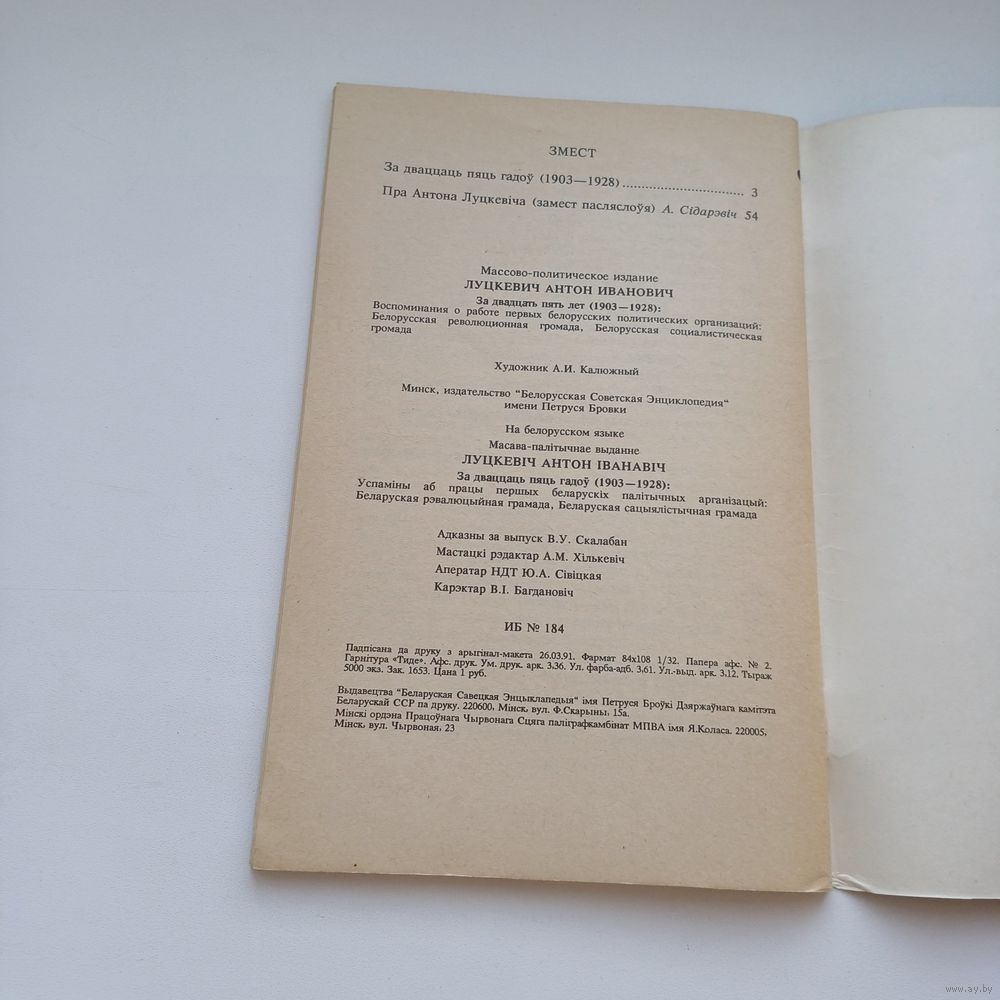 ЗМЕСТ
За дваццаць пяць гадоў (1903—1928) ............................... 3
Пра Антона Луцкевіча (замест пасляслоўя) А. Сідарэвіч 54
Массово-политическое издание
ЛУЦКЕВИЧ АНТОН ИВАНОВИЧ
За двадцать пять лет (1903—1928):
Воспоминания о работе первых белорусских политических организаций:
Белорусская революционная громада, Белорусская социалистическая
громада
Художник А.И. Калюжный
Минск, издательство "Белорусская Советская Энциклопедия"
имени Петруся Бровки
На белорусском языке
Масава-палітычнае выданне
ЛУЦКЕВІЧ АНТОН ІВАНАВІЧ
За дваццаць пяць гадоў (1903—1928):
Успаміны аб працы першых беларускіх палітычных арганізацый:
Беларуская рэвалюцыйная грамада, Беларуская сацыялістычная грамада
Адказны за выпуск В.У. Скалабан
Мастацкі рэдактар А.М. Хількевіч
Аператар НДТ Ю.А. Сівіцкая
Карэктар В.І. Багдановіч
ИБ № 184
Падпісана да друку з арыгінал-макета 26.03.91. Фармат 84х108 1/32. Папера афс. № 2.
Гарнітура «Тиде». Афс. друк. Ум. друк. арк. 3,36. Ул. фарба-адб. 3,61. Ул.-выд. арк. 3,12. Тыраж
5000 экз. Зак. 1653. Цана 1 руб.
Выдавецтва "Беларуская Савецкая Энцыклапедыя" імя Петруся Броўкі Дзяржаўнага камітэта
Беларускай ССР па друку. 220600, Мінск, вул. Ф.Скарыны, 15а.
Мінскі ордэна Працоўнага Чырвонага Сцяга паліграфкамбінат МПВА імя Я.Коласа. 220005,
Мінск, вул. Чырвоная, 23
www.ay.by